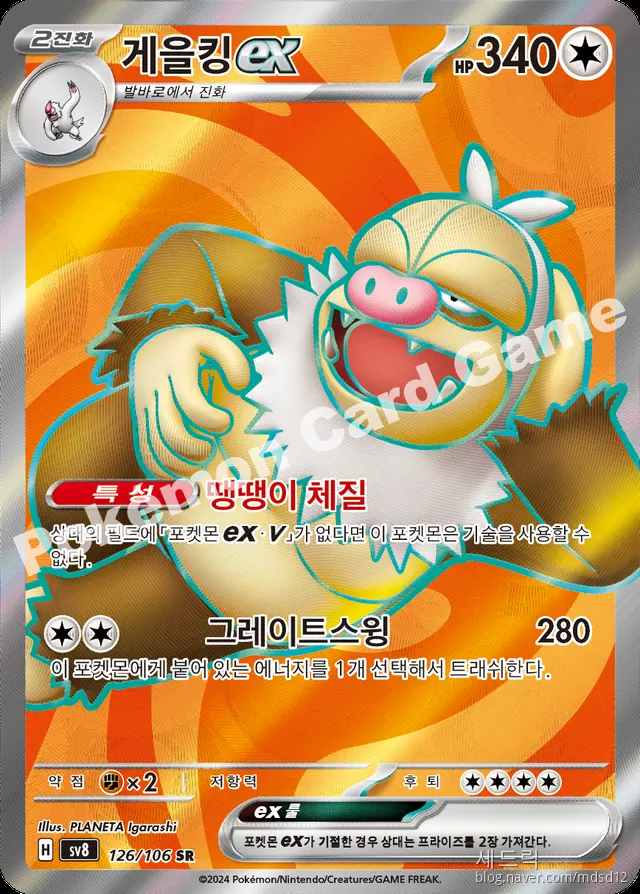 2진화
게을킹 ex
HP 340
발바로에서 진화
Pokémon Card Game
특성 땡땡이 체질
상대의 필드에 「포켓몬 ex · V」가 없다면 이 포켓몬은 기술을 사용할 수
없다.
그레이트스윙 280
이 포켓몬에게 붙어 있는 에너지를 1개 선택해서 트래쉬한다.
약점 ×2 저항력 후퇴
ex 룰
Illus. PLANETA Igarashi
포켓몬 ex가 기절한 경우 상대는 프라이즈를 2장 가져간다.
H sv8 126/106 SR
세드릭
blog.naver.com/mdsd12
©2024 Pokémon/Nintendo/Creatures/GAME FREAK.